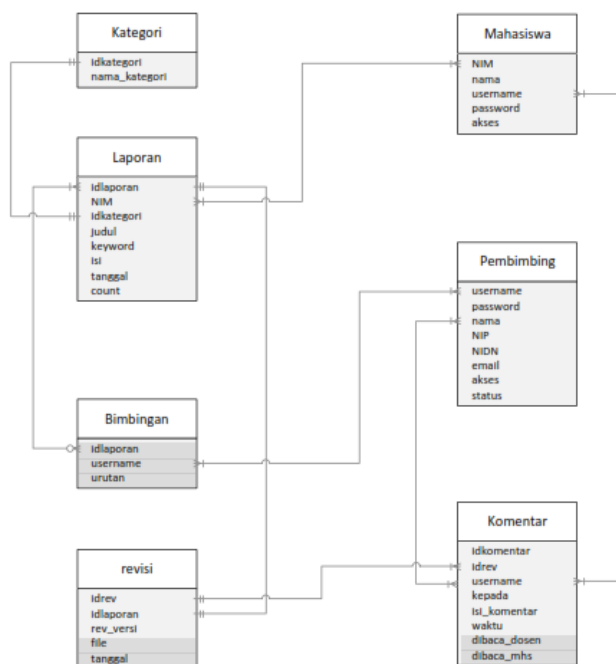 Kategori
idkategori
nama_kategori
Laporan
idlaporan
NIM
idkategori
judul
keyword
isi
tanggal
count
Bimbingan
idlaporan
username
urutan
revisi
idrev
idlaporan
rev_versi
file
tanggal
Mahasiswa
NIM
nama
username
password
akses
Pembimbing
username
password
nama
NIP
NIDN
email
akses
status
Komentar
idkomentar
idrev
username
kepada
isi_komentar
waktu
dibaca_dosen
dibaca_mhs